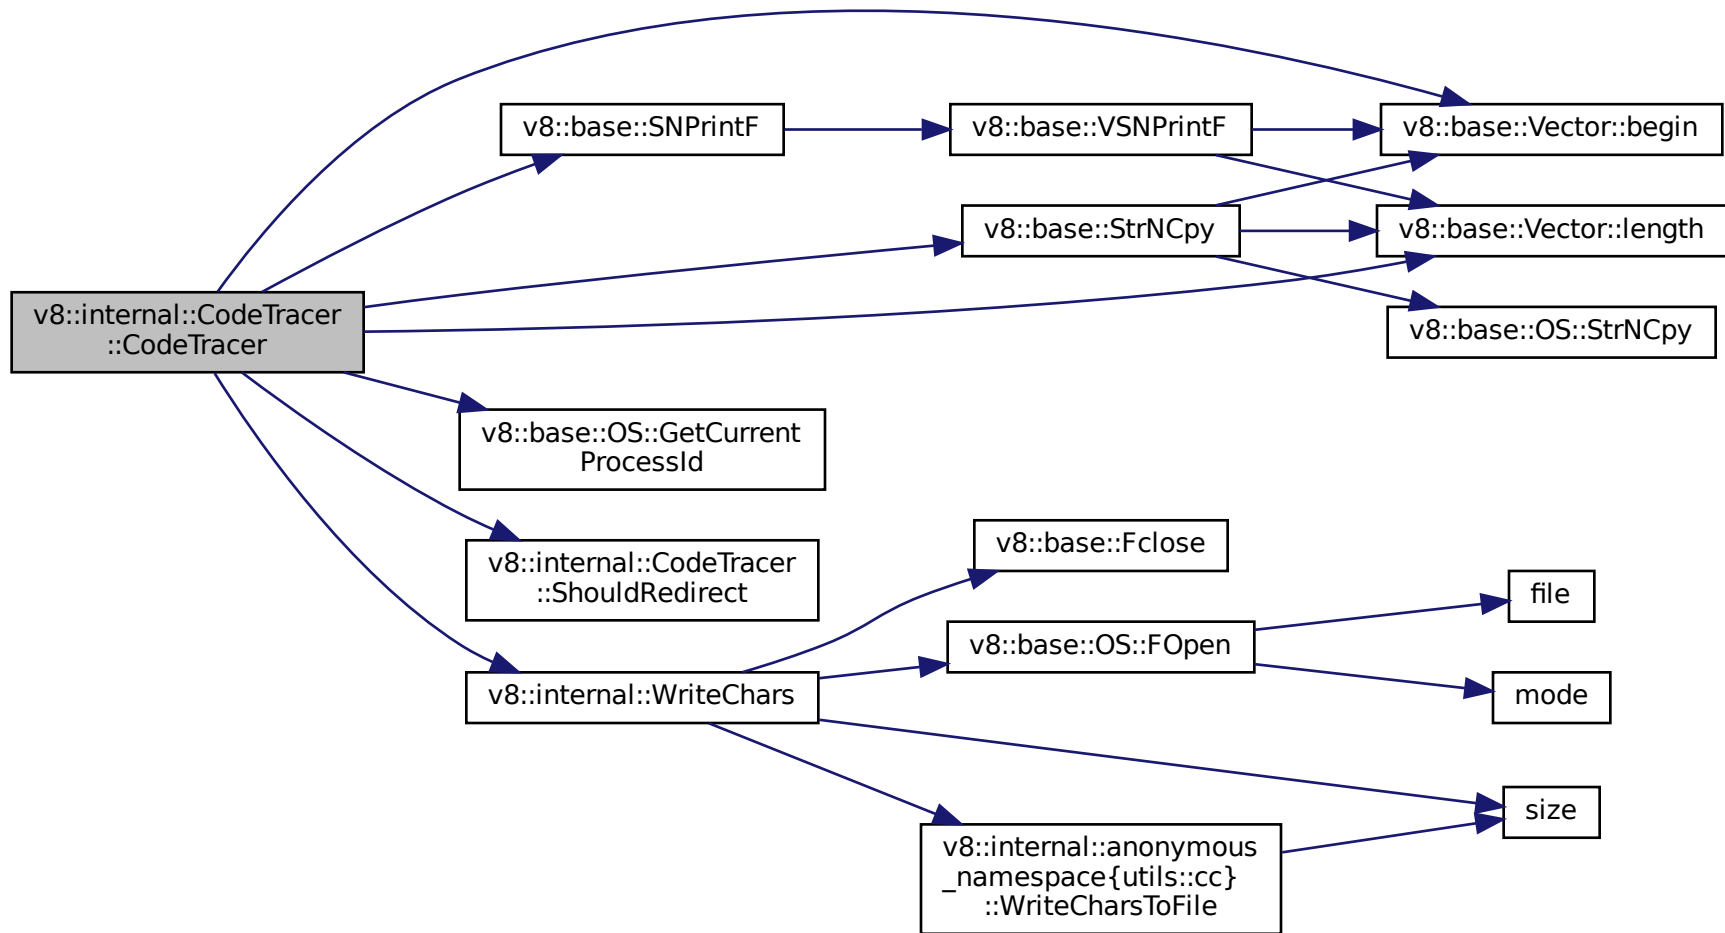 v8::base::SNPrintF
v8::base::VSNPrintF
v8::base::Vector::begin
v8::base::StrNCpy
v8::base::Vector::length
v8::internal::CodeTracer
::CodeTracer
v8::base::OS::StrNCpy
v8::base::OS::GetCurrent
ProcessId
v8::internal::CodeTracer
::ShouldRedirect
v8::base::Fclose
file
v8::base::OS::FOpen
v8::internal::WriteChars
mode
size
v8::internal::anonymous
_namespace{utils::cc}
::WriteCharsToFile